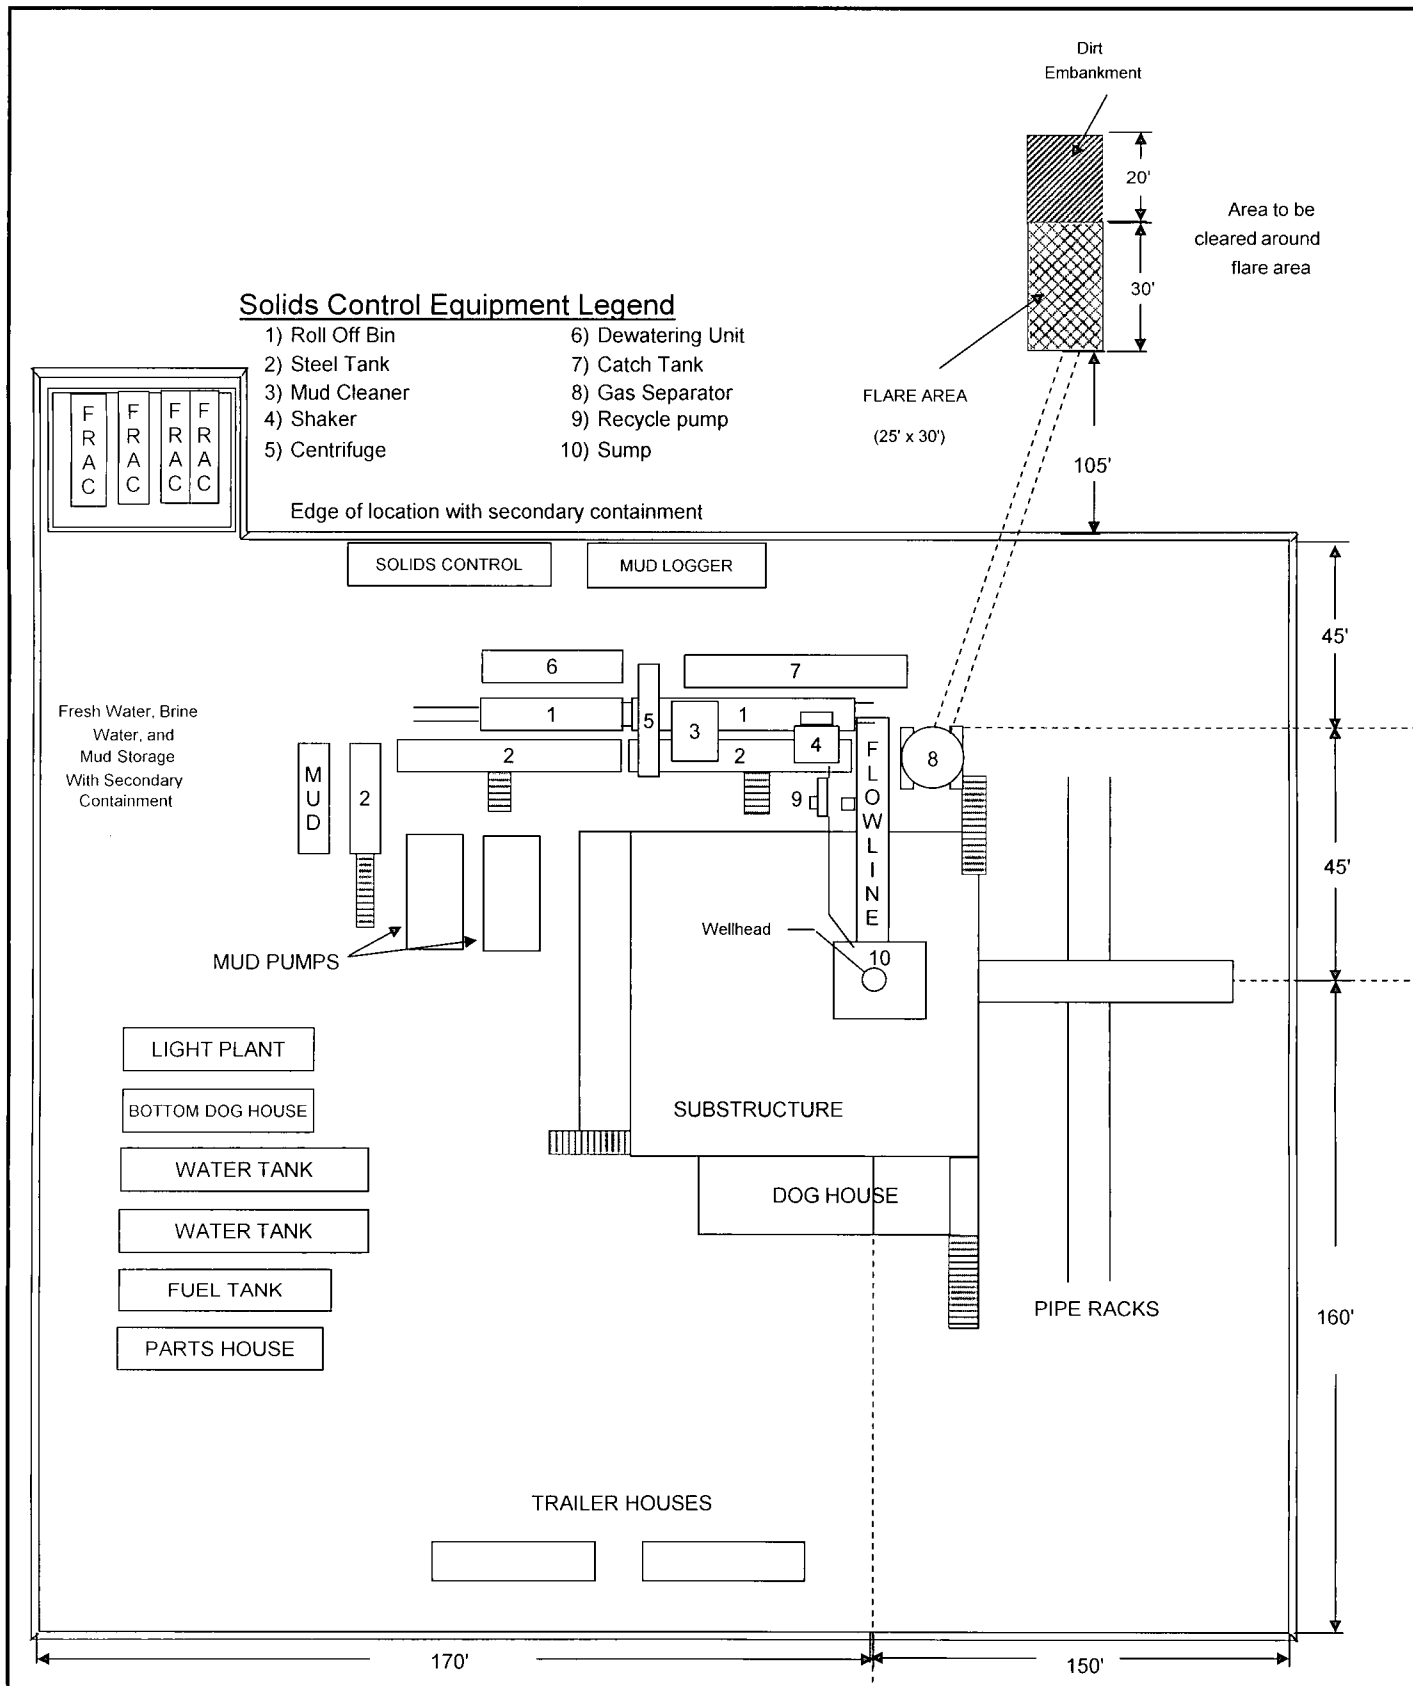 Dirt
Embankment
20'
Area to be
cleared around
flare area
30'
Solids Control Equipment Legend
1) Roll Off Bin
2) Steel Tank
3) Mud Cleaner
4) Shaker
5) Centrifuge
6) Dewatering Unit
7) Catch Tank
8) Gas Separator
9) Recycle pump
10) Sump
FLARE AREA
(25' x 30')
105'
FRAC
FRAC
FRAC
FRAC
Edge of location with secondary containment
SOLIDS CONTROL
MUD LOGGER
45'
6
7
1
5
3
1
4
2
2
8
9
FLOWLINE
Fresh Water, Brine
Water, and
Mud Storage
With Secondary
Containment
MUD
2
45'
MUD PUMPS
Wellhead
10
LIGHT PLANT
BOTTOM DOG HOUSE
SUBSTRUCTURE
WATER TANK
DOG HOUSE
WATER TANK
FUEL TANK
PIPE RACKS
160'
PARTS HOUSE
TRAILER HOUSES
170'
150'